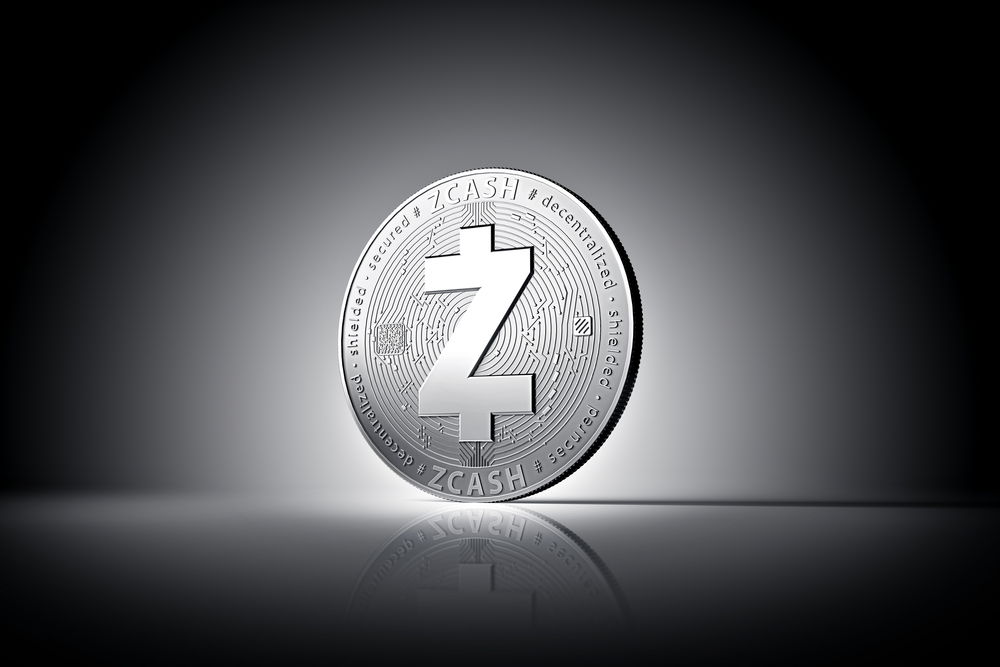 secured # ZCASH # decentralized · shielded
Z
shielded · decentralized # ZCASH # secured